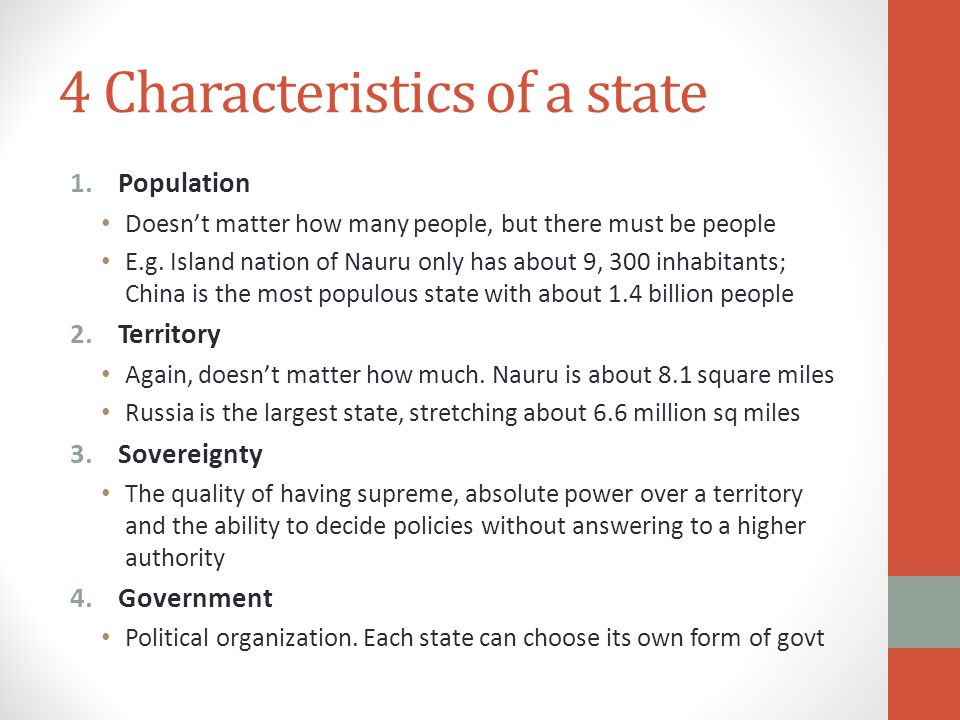 4 Characteristics of a state
1. Population
• Doesn’t matter how many people, but there must be people
• E.g. Island nation of Nauru only has about 9, 300 inhabitants;
China is the most populous state with about 1.4 billion people
2. Territory
• Again, doesn’t matter how much. Nauru is about 8.1 square miles
• Russia is the largest state, stretching about 6.6 million sq miles
3. Sovereignty
• The quality of having supreme, absolute power over a territory
and the ability to decide policies without answering to a higher
authority
4. Government
• Political organization. Each state can choose its own form of govt